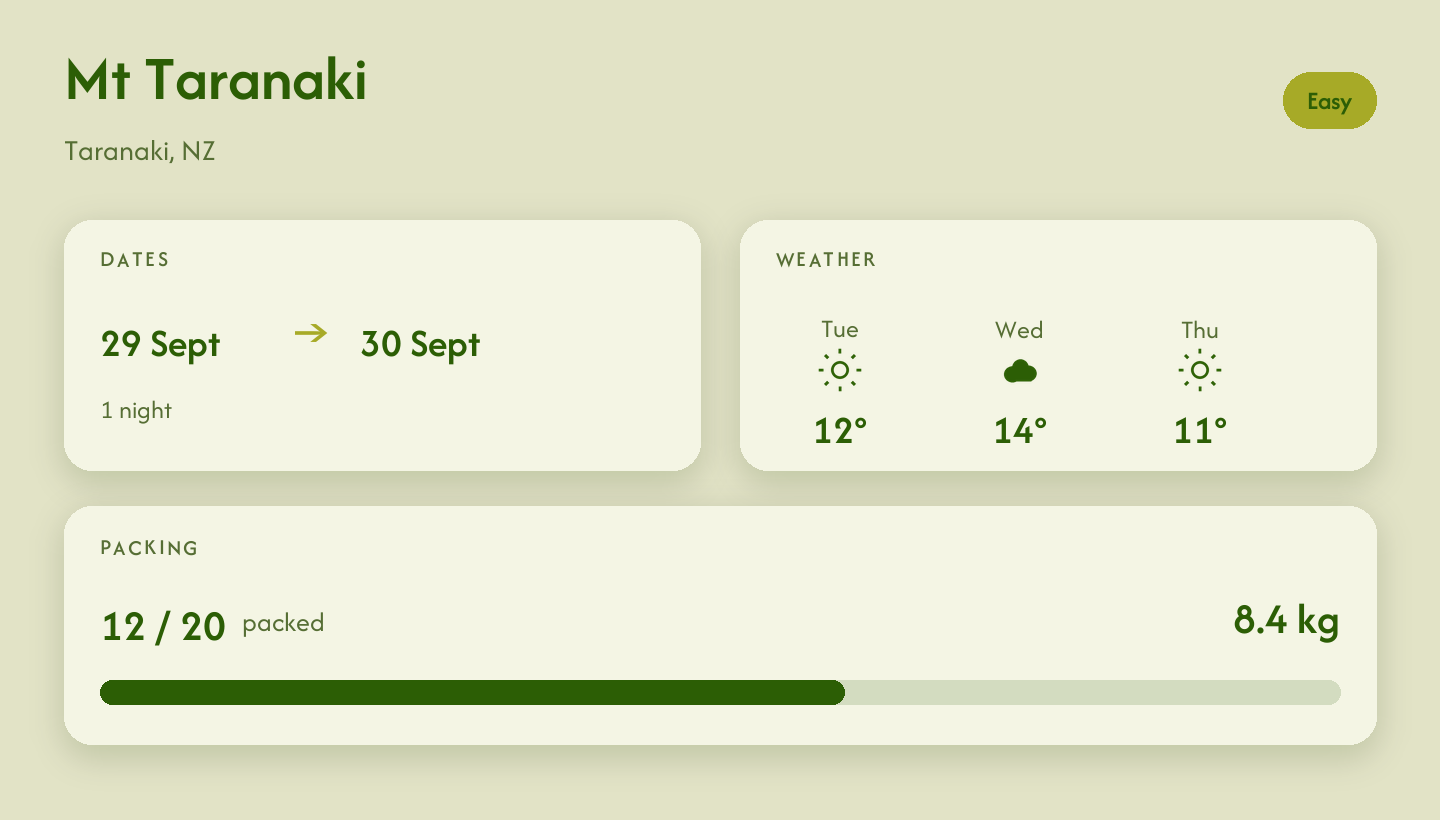 Mt Taranaki
Easy
Taranaki, NZ
DATES
29 Sept → 30 Sept
1 night
WEATHER
Tue Wed Thu
12° 14° 11°
PACKING
12 / 20 packed
8.4 kg